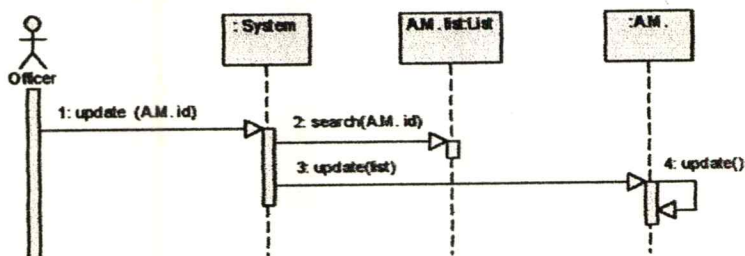 : System
A.M. list:List
:A.M.
Officer
1: update (A.M. id)
2: search(A.M. id)
3: update(list)
4: update()